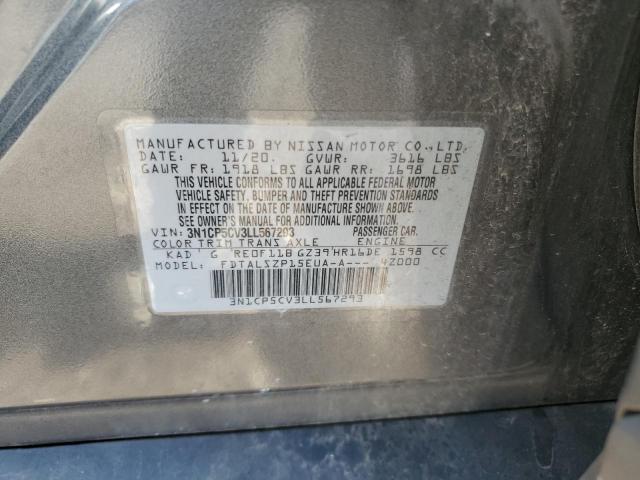 MANUFACTURED BY NISSAN MOTOR CO.,LTD.
DATE: 11/20. GVWR: 3616 LBS
GAWR FR: 1918 LBS GAWR RR: 1698 LBS
THIS VEHICLE CONFORMS TO ALL APPLICABLE FEDERAL MOTOR
VEHICLE SAFETY, BUMPER AND THEFT PREVENTION STANDARDS
IN EFFECT ON THE DATE OF MANUFACTURE SHOWN ABOVE.
SEE OWNER'S MANUAL FOR ADDITIONAL INFORMATION.
VIN: 3N1CP5CV3LL567293 PASSENGER CAR.
COLOR TRIM TRANS AXLE ENGINE
KAD G RE0F11B GZ39 HR16DE 1598 CC
MODEL: FDTALSZP15EUA-A--- 4Z000
3N1CP5CV3LL567293